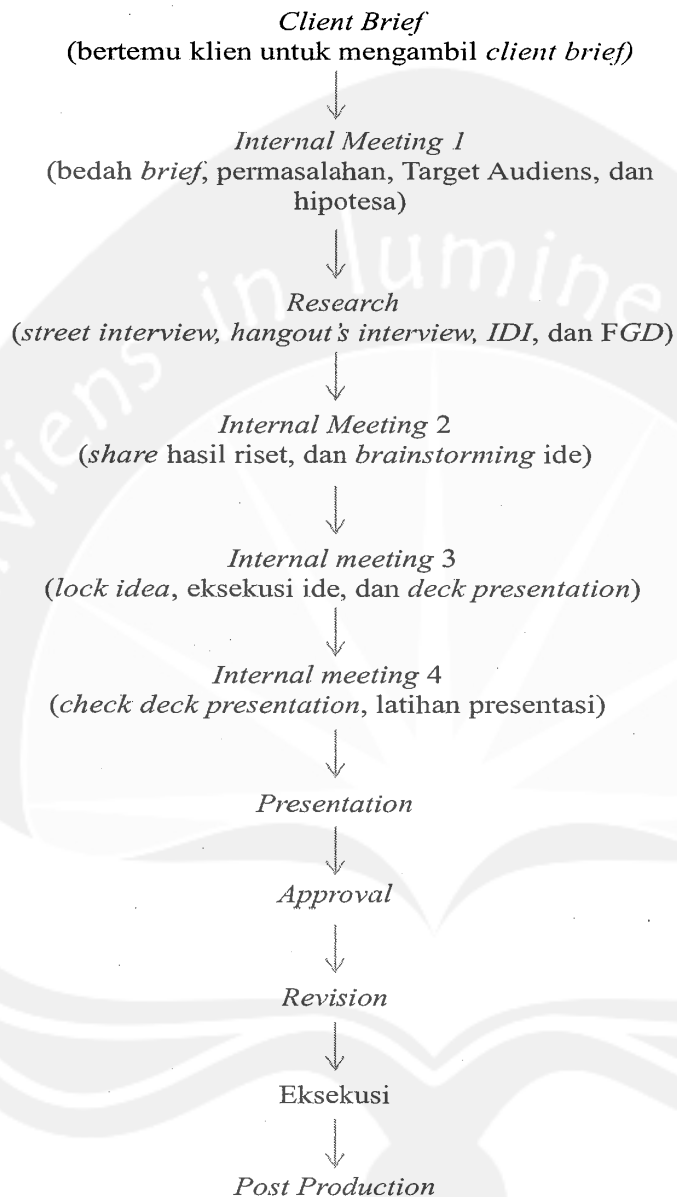 Client Brief
(bertemu klien untuk mengambil client brief)
Internal Meeting 1
(bedah brief, permasalahan, Target Audiens, dan
hipotesa)
Research
(street interview, hangout's interview, IDI, dan FGD)
Internal Meeting 2
(share hasil riset, dan brainstorming ide)
Internal meeting 3
(lock idea, eksekusi ide, dan deck presentation)
Internal meeting 4
(check deck presentation, latihan presentasi)
Presentation
Approval
Revision
Eksekusi
Post Production
viens in lumine